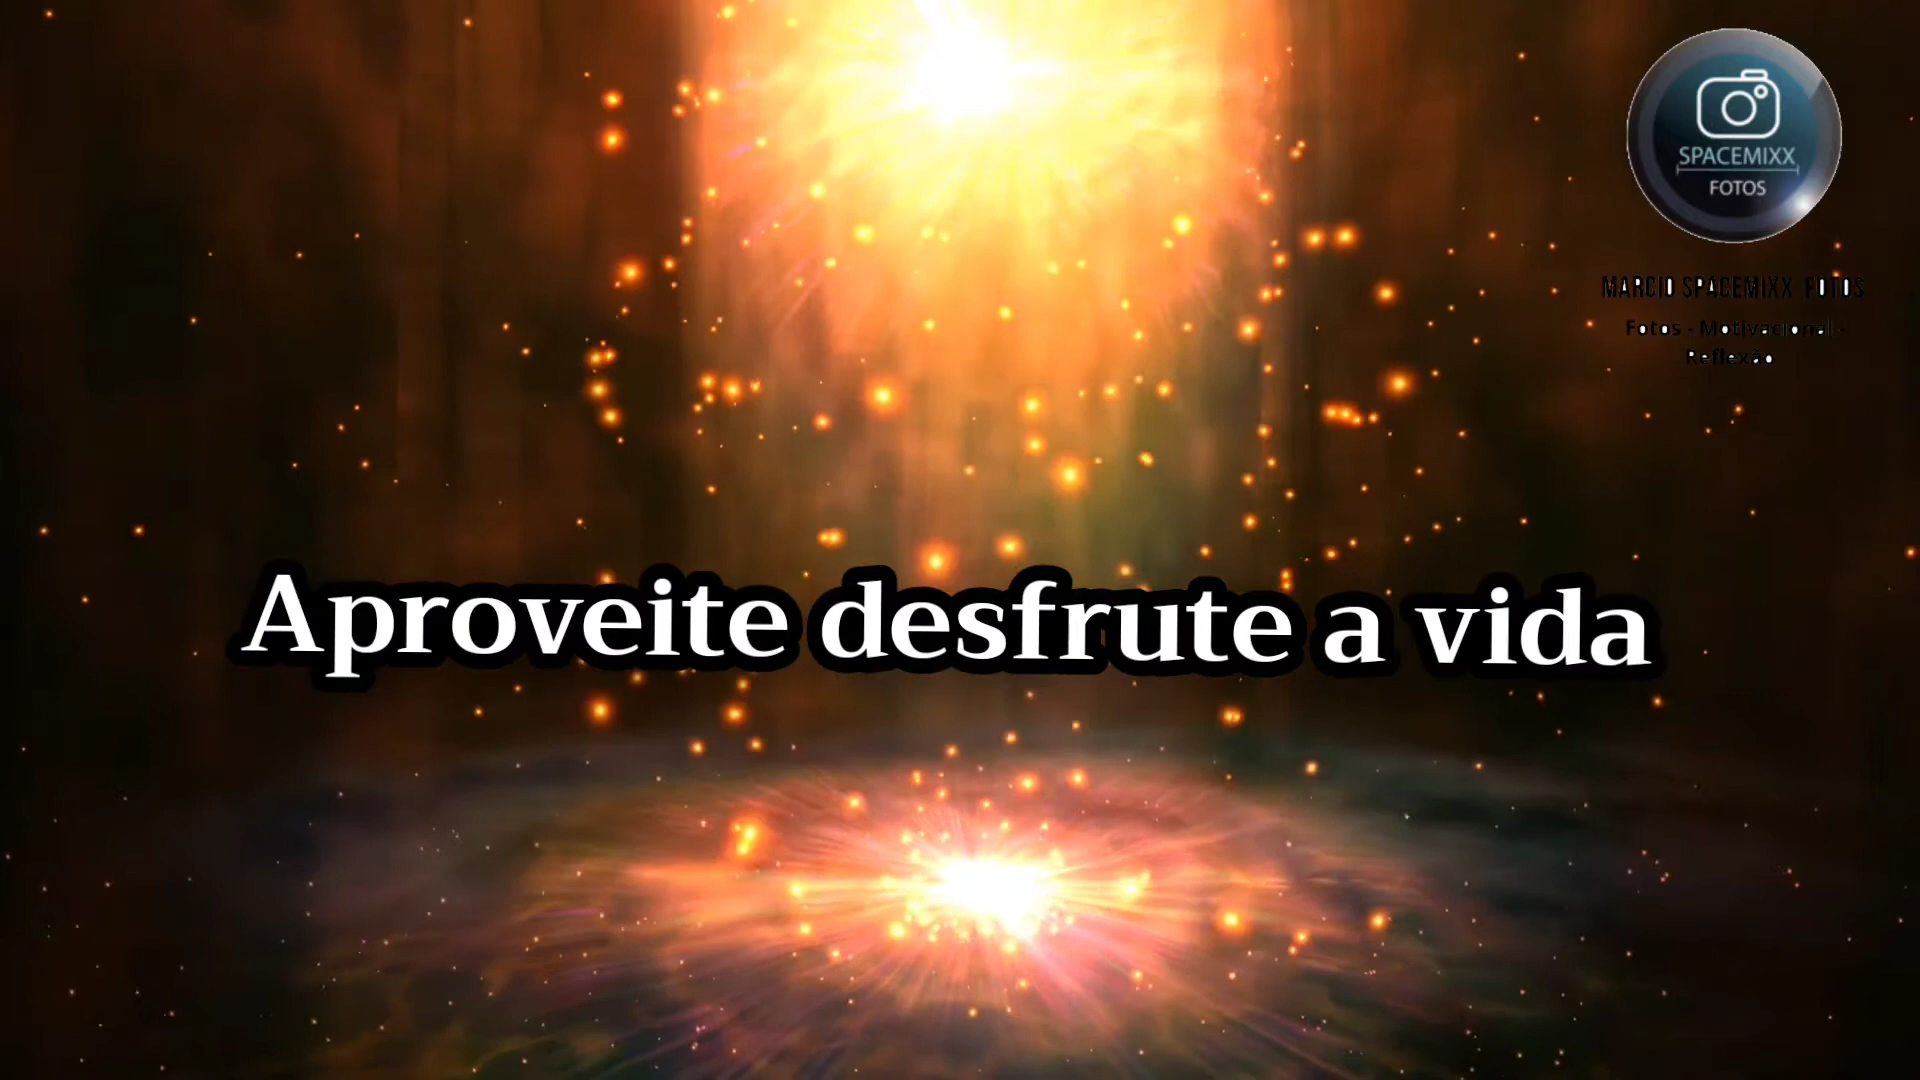 SPACEMIXX
FOTOS
MARCIO SPACEMIXX FOTOS
Fotos - Motivacional -
Reflexão
Aproveite desfrute a vida